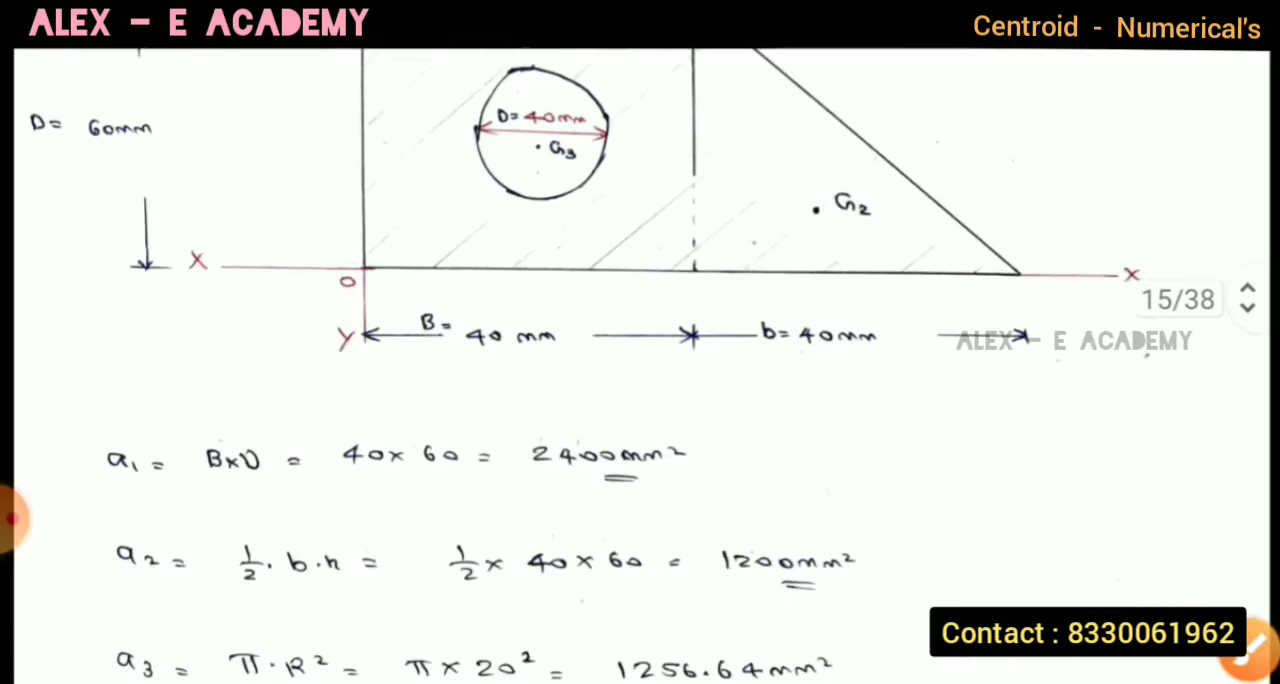 ALEX - E ACADEMY
Centroid - Numerical's
D= 60mm
D=40mm
G3
G2
X
X
O
15/38
Y
B= 40 mm
b=40mm
ALEX - E ACADEMY
a1 = B×D = 40×60 = 2400mm²
a2 = 1/2 . b.h = 1/2 × 40×60 = 1200mm²
Contact : 8330061962
a3 = π.R² = π×20² = 1256.64mm²